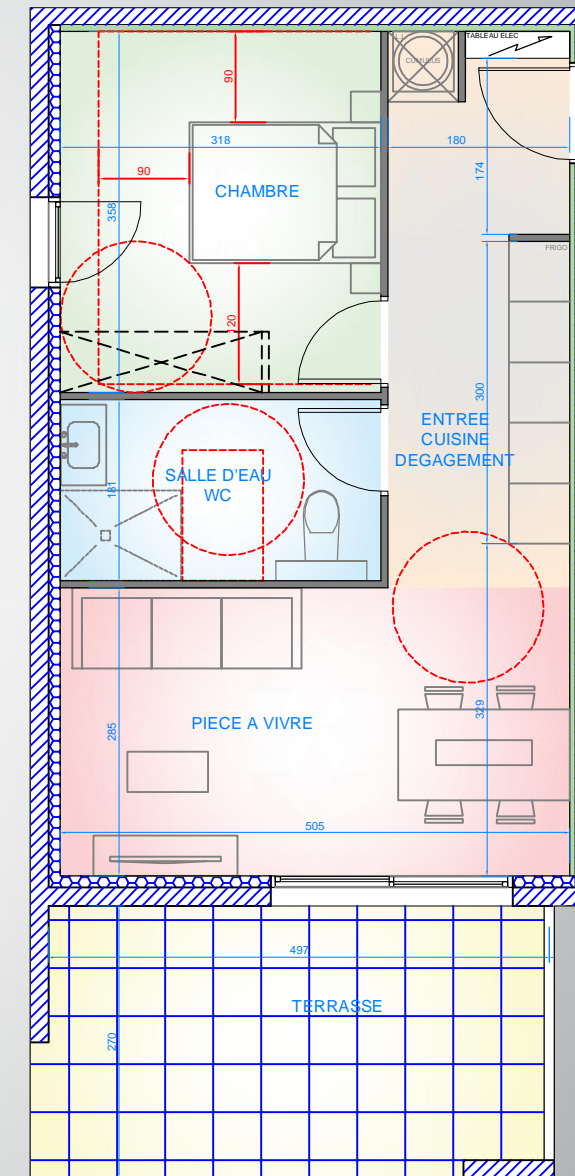 TABLEAU ELEC
CUMULUS
90
318
180
174
90
CHAMBRE
358
FRIGO
120
300
ENTREE
CUISINE
DEGAGEMENT
SALLE D'EAU
WC
181
329
PIECE A VIVRE
285
505
497
TERRASSE
270